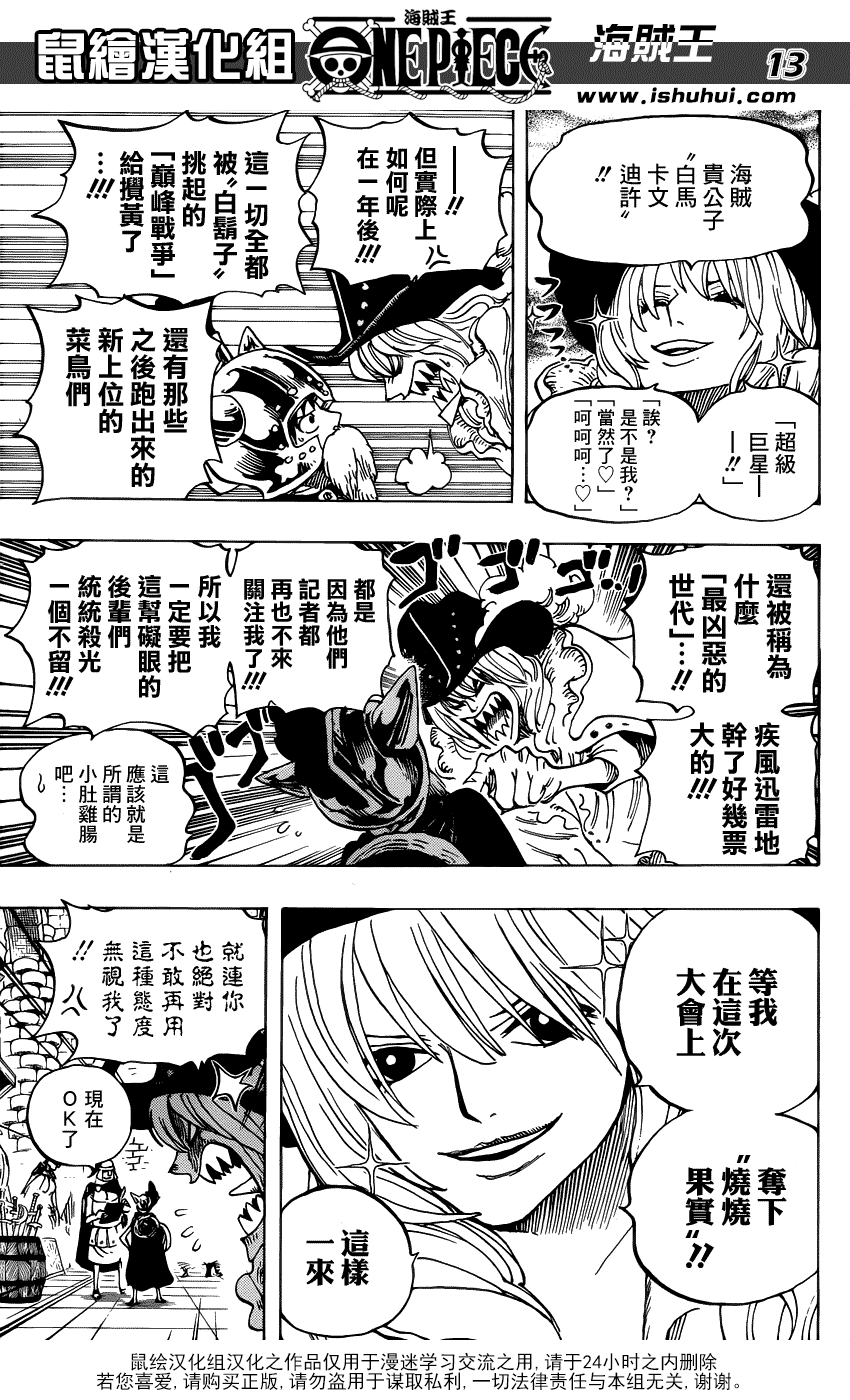 鼠繪漢化組
海賊王
ONE PIECE
海賊王
13
www.ishuhui.com
海賊
貴公子
〝白馬
卡文
迪許〞
!!
「超級
巨星—
—!!」
「誒？
是不是我？」
「當然了♡」
「呵呵呵…♡」
——!!
但實際上
如何呢
在一年後!!!
這一切全都
被〝白鬍子〞
挑起的
「巔峰戰爭」
給攪黃了
…!!!
還有那些
之後跑出來的
新上位的
菜鳥們
還被稱為
什麼
「最凶惡的
世代」…!!
疾風迅雷地
幹了好幾票
大的!!!
都是
因為他們
記者都
再也不來
關注我了!!!
所以我
一定要把
這幫礙眼的
後輩們
統統殺光
一個不留!!!
這
應該就是
所謂的
小肚雞腸
吧…
等我
在這次
大會上
奪下
〝燒燒
果實〞!!
這樣
一來
就連你
也絕對
不敢再用
這種態度
無視我了
!!
現在
OK了
鼠绘汉化组汉化之作品仅用于漫迷学习交流之用, 请于24小时之内删除
若您喜爱, 请购买正版, 请勿盗用于谋取私利, 一切法律责任与本组无关, 谢谢。